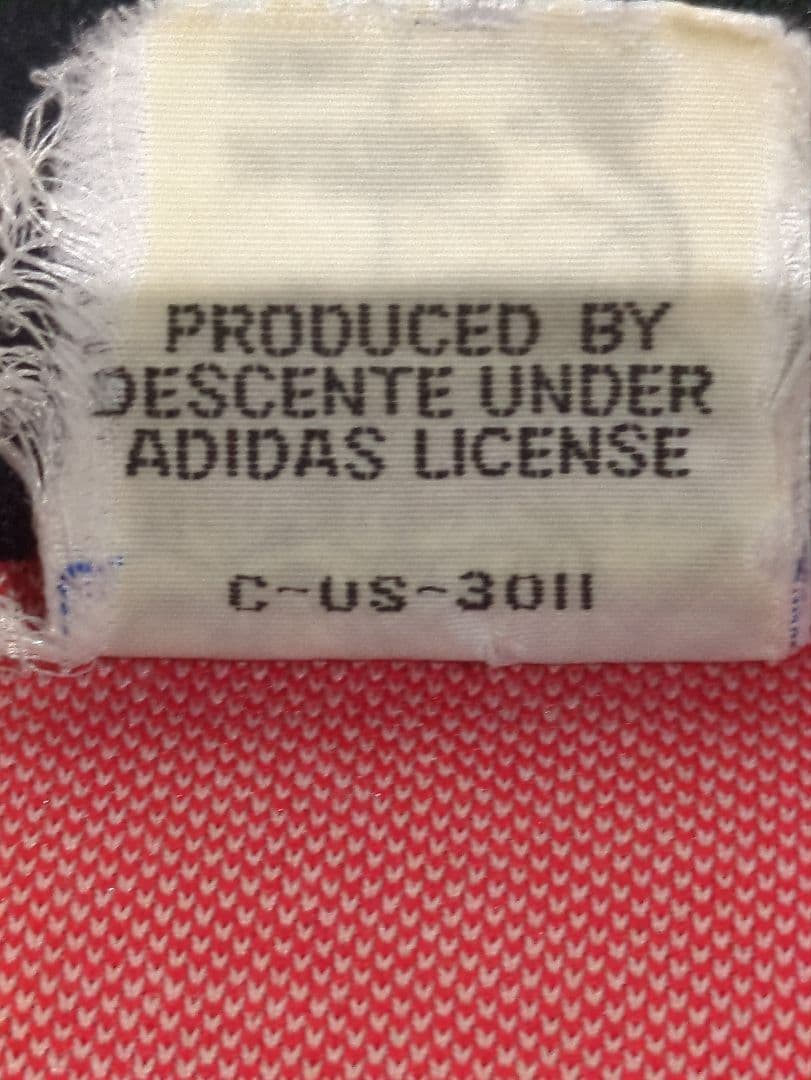 PRODUCED BY
DESCENTE UNDER
ADIDAS LICENSE
C-US-3011